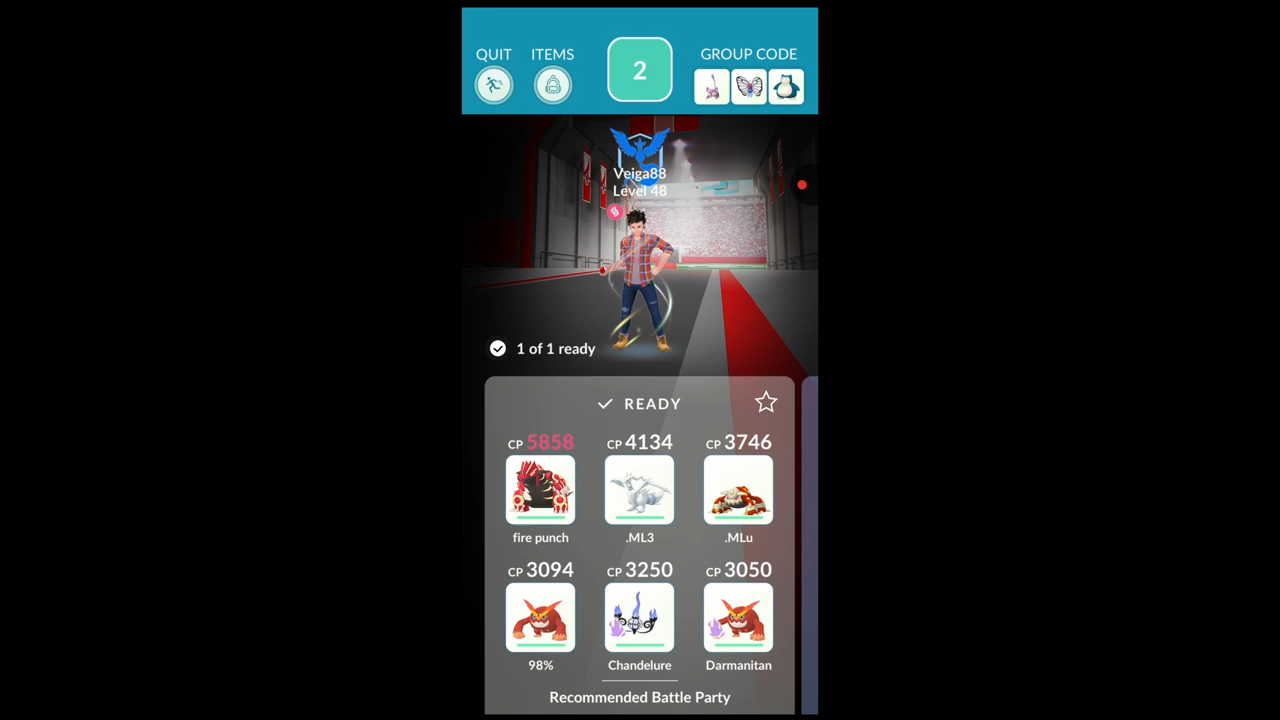 QUIT ITEMS 2 GROUP CODE
Veiga88
Level 48
1 of 1 ready
READY
CP 5858 CP 4134 CP 3746
fire punch .ML3 .MLu
CP 3094 CP 3250 CP 3050
98% Chandelure Darmanitan
Recommended Battle Party